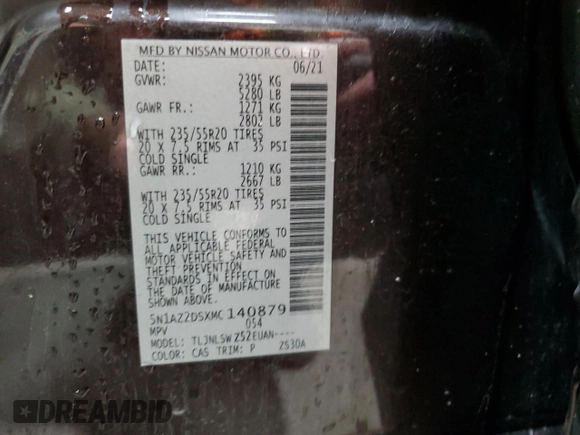 MFD BY NISSAN MOTOR CO., LTD.
DATE: 06/21
GVWR: 2395 KG
5280 LB
GAWR FR.: 1271 KG
2802 LB
WITH 235/55R20 TIRES
20 X 7.5 RIMS AT 35 PSI
COLD SINGLE
GAWR RR.: 1210 KG
2667 LB
WITH 235/55R20 TIRES
20 X 7.5 RIMS AT 35 PSI
COLD SINGLE
THIS VEHICLE CONFORMS TO
ALL APPLICABLE FEDERAL
MOTOR VEHICLE SAFETY AND
THEFT PREVENTION
STANDARDS IN EFFECT ON
THE DATE OF MANUFACTURE
SHOWN ABOVE.
5N1AZ2DSXMC 140879
MPV 054
MODEL: TLJNLSW Z52EUAN----
COLOR: CAS TRIM: P ZS30A
DREAMBID